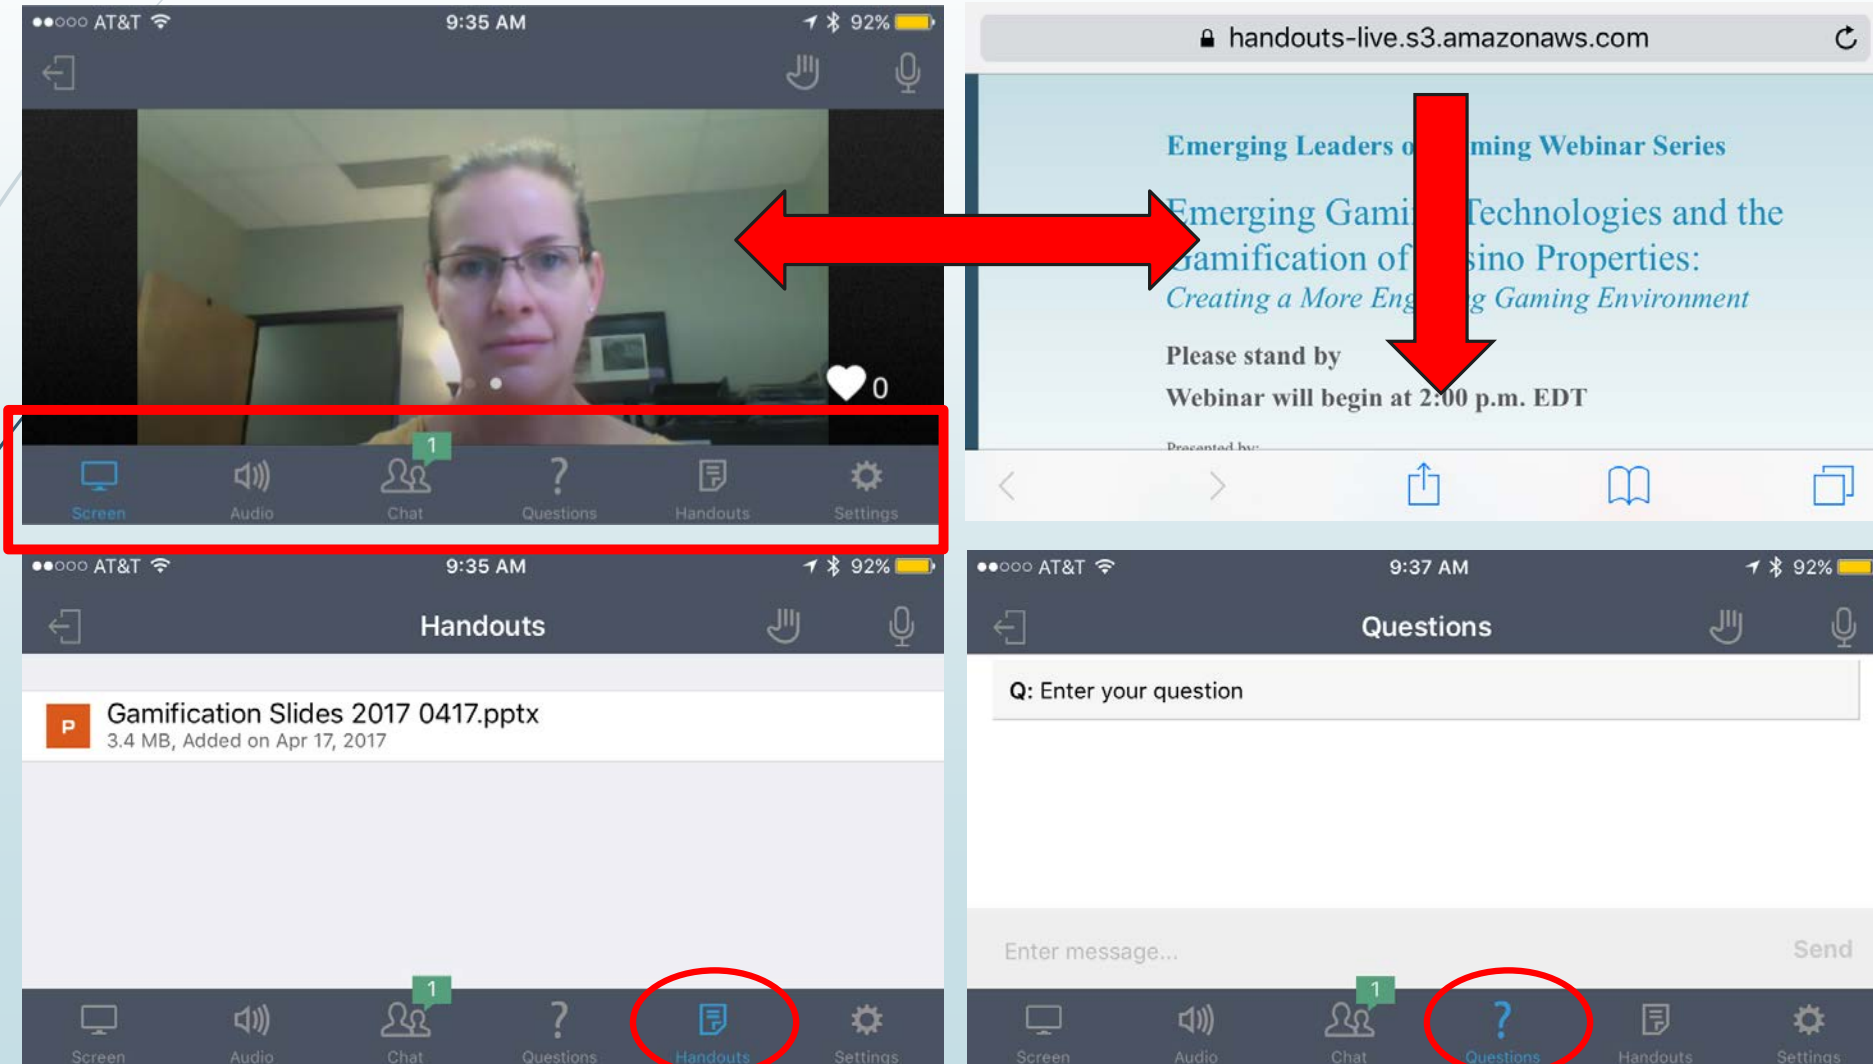 AT&T 9:35 AM 92%
0
1
Screen Audio Chat Questions Handouts Settings
handouts-live.s3.amazonaws.com
Emerging Leaders o ming Webinar Series
Emerging Gami Technologies and the
Gamification of sino Properties:
Creating a More Eng g Gaming Environment
Please stand by
Webinar will begin at 2:00 p.m. EDT
Presented by:
AT&T 9:35 AM 92%
Handouts
P
Gamification Slides 2017 0417.pptx
3.4 MB, Added on Apr 17, 2017
1
Screen Audio Chat Questions Handouts Settings
AT&T 9:37 AM 92%
Questions
Q: Enter your question
Enter message... Send
1
Screen Audio Chat Questions Handouts Settings